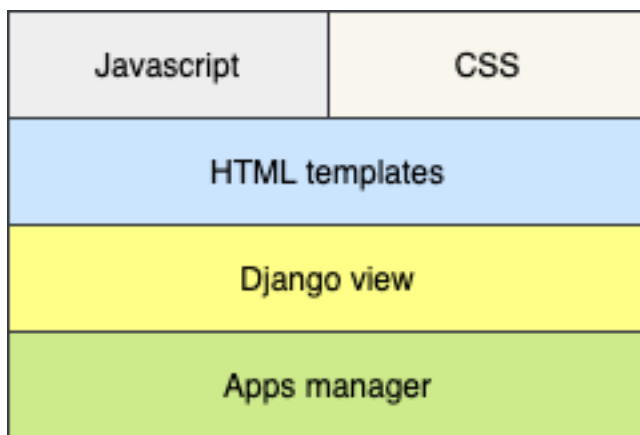 Javascript
CSS
HTML templates
Django view
Apps manager